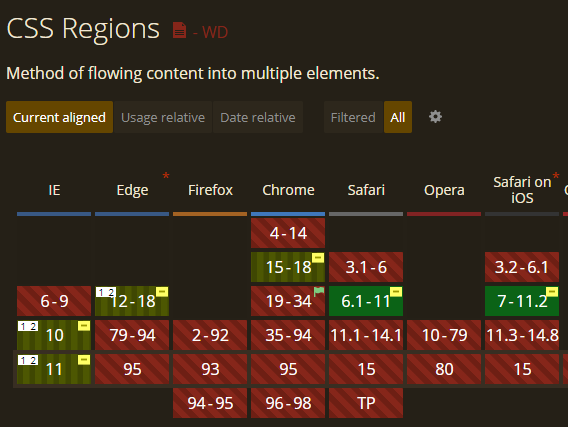 CSS Regions - WD
Method of flowing content into multiple elements.
Current aligned Usage relative Date relative Filtered All
IE Edge * Firefox Chrome Safari Opera Safari on iOS *
4-14
15-18 3.1-6 3.2-6.1
6-9 1 2 12-18 19-34 6.1-11 7-11.2
1 2 10 79-94 2-92 35-94 11.1-14.1 10-79 11.3-14.8
1 2 11 95 93 95 15 80 15
94-95 96-98 TP